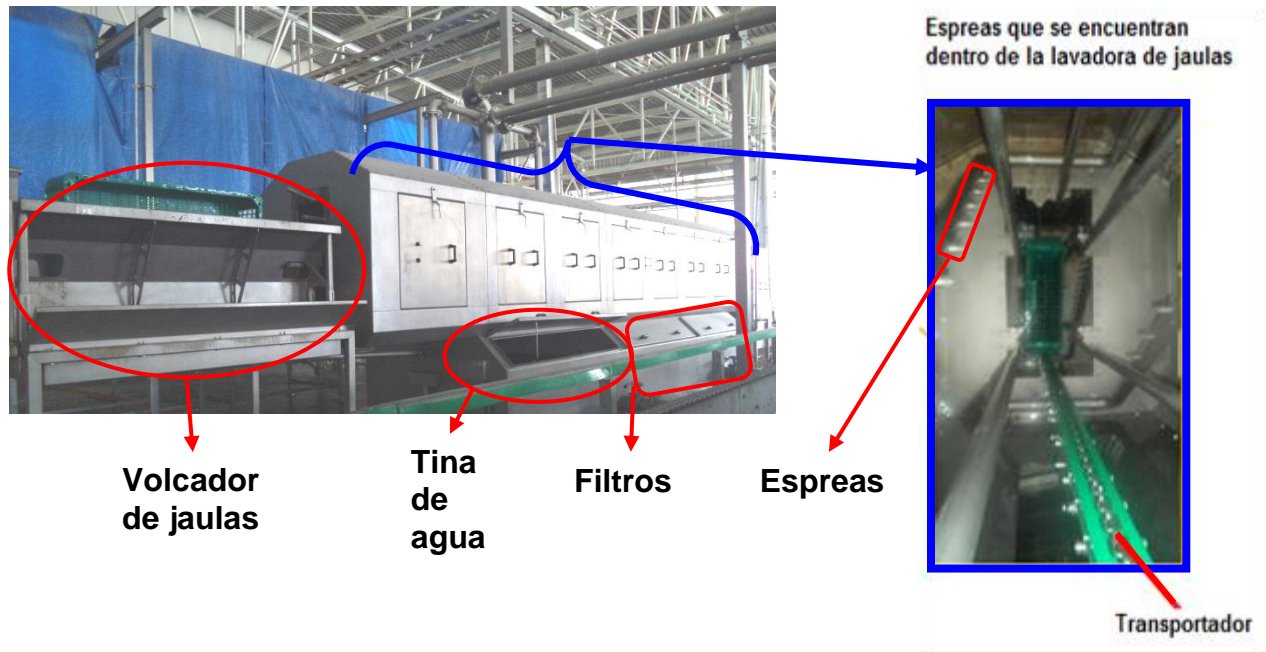 Espreas que se encuentran
dentro de la lavadora de jaulas
Volcador
de jaulas
Tina
de
agua
Filtros
Espreas
Transportador